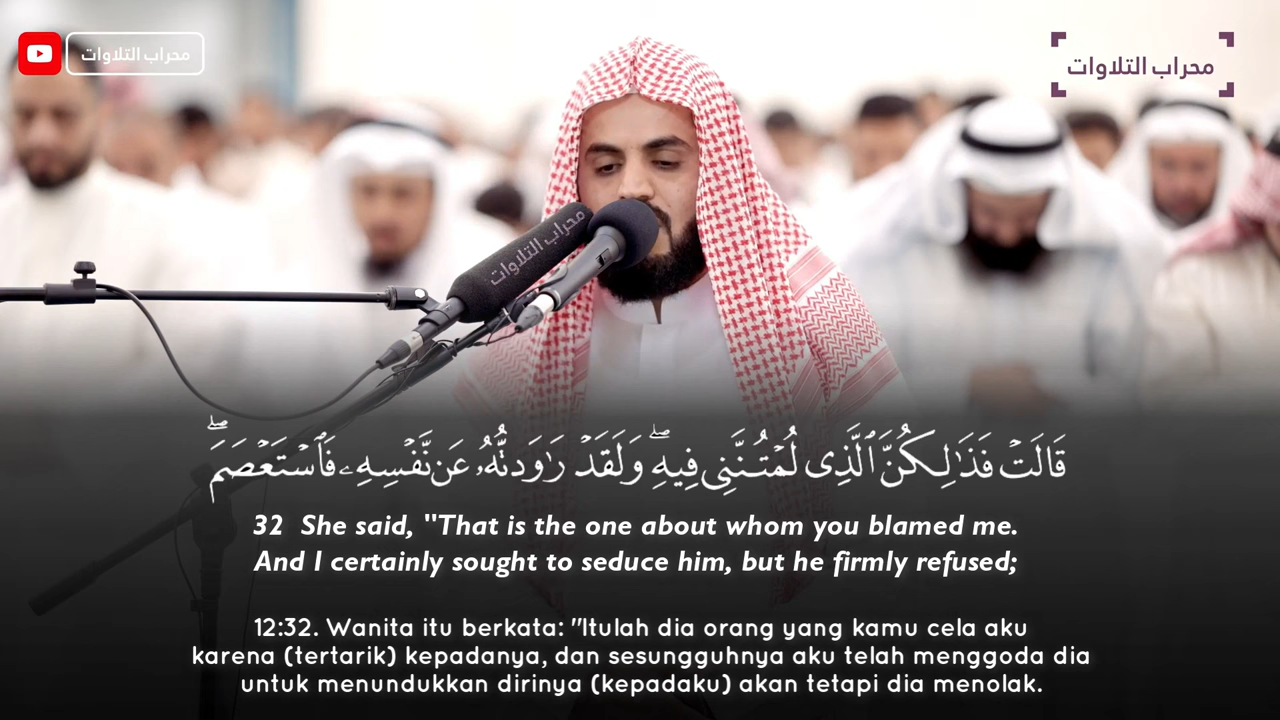 محراب التلاوات
محراب التلاوات
محراب التلاوات
قَالَتْ فَذَٰلِكُنَّ ٱلَّذِى لُمْتُنَّنِى فِيهِ ۖ وَلَقَدْ رَٰوَدتُّهُۥ عَن نَّفْسِهِۦ فَٱسْتَعْصَمَ ۖ
32 She said, "That is the one about whom you blamed me.
And I certainly sought to seduce him, but he firmly refused;
12:32. Wanita itu berkata: "Itulah dia orang yang kamu cela aku
karena (tertarik) kepadanya, dan sesungguhnya aku telah menggoda dia
untuk menundukkan dirinya (kepadaku) akan tetapi dia menolak.